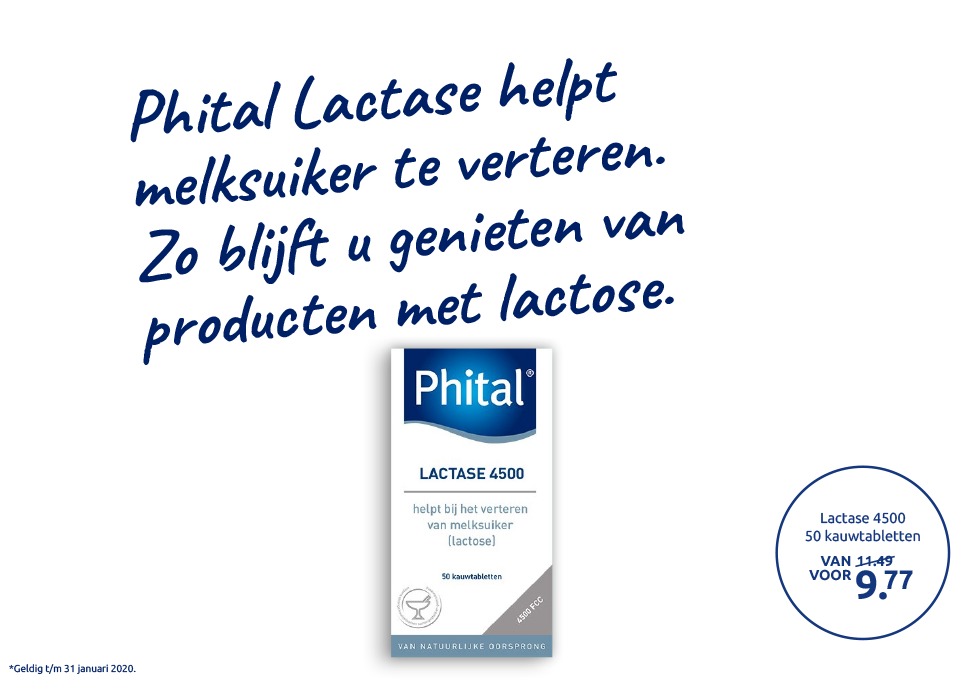 Phital Lactase helpt
melksuiker te verteren.
Zo blijft u genieten van
producten met lactose.
Phital®
LACTASE 4500
helpt bij het verteren
van melksuiker
(lactose)
50 kauwtabletten
4500 FCC
VAN NATUURLIJKE OORSPRONG
Lactase 4500
50 kauwtabletten
VAN 11.49
VOOR 9.77
*Geldig t/m 31 januari 2020.